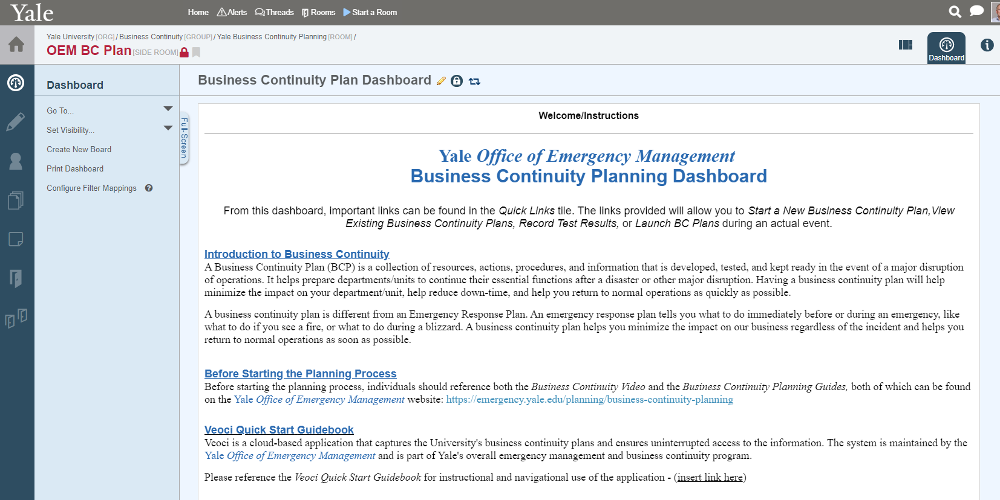 Yale
Home Alerts Threads Rooms Start a Room
Yale University [ORG] / Business Continuity [GROUP] / Yale Business Continuity Planning [ROOM] /
OEM BC Plan [SIDE ROOM]
Dashboard
Dashboard
Go To...
Set Visibility...
Create New Board
Print Dashboard
Configure Filter Mappings
Full-Screen
Business Continuity Plan Dashboard
Welcome/Instructions
Yale Office of Emergency Management
Business Continuity Planning Dashboard
From this dashboard, important links can be found in the Quick Links tile. The links provided will allow you to Start a New Business Continuity Plan,View
Existing Business Continuity Plans, Record Test Results, or Launch BC Plans during an actual event.
Introduction to Business Continuity
A Business Continuity Plan (BCP) is a collection of resources, actions, procedures, and information that is developed, tested, and kept ready in the event of a major disruption
of operations. It helps prepare departments/units to continue their essential functions after a disaster or other major disruption. Having a business continuity plan will help
minimize the impact on your department/unit, help reduce down-time, and help you return to normal operations as quickly as possible.
A business continuity plan is different from an Emergency Response Plan. An emergency response plan tells you what to do immediately before or during an emergency, like
what to do if you see a fire, or what to do during a blizzard. A business continuity plan helps you minimize the impact on our business regardless of the incident and helps you
return to normal operations as soon as possible.
Before Starting the Planning Process
Before starting the planning process, individuals should reference both the Business Continuity Video and the Business Continuity Planning Guides, both of which can be found
on the Yale Office of Emergency Management website: https://emergency.yale.edu/planning/business-continuity-planning
Veoci Quick Start Guidebook
Veoci is a cloud-based application that captures the University's business continuity plans and ensures uninterrupted access to the information. The system is maintained by the
Yale Office of Emergency Management and is part of Yale's overall emergency management and business continuity program.
Please reference the Veoci Quick Start Guidebook for instructional and navigational use of the application - (insert link here)